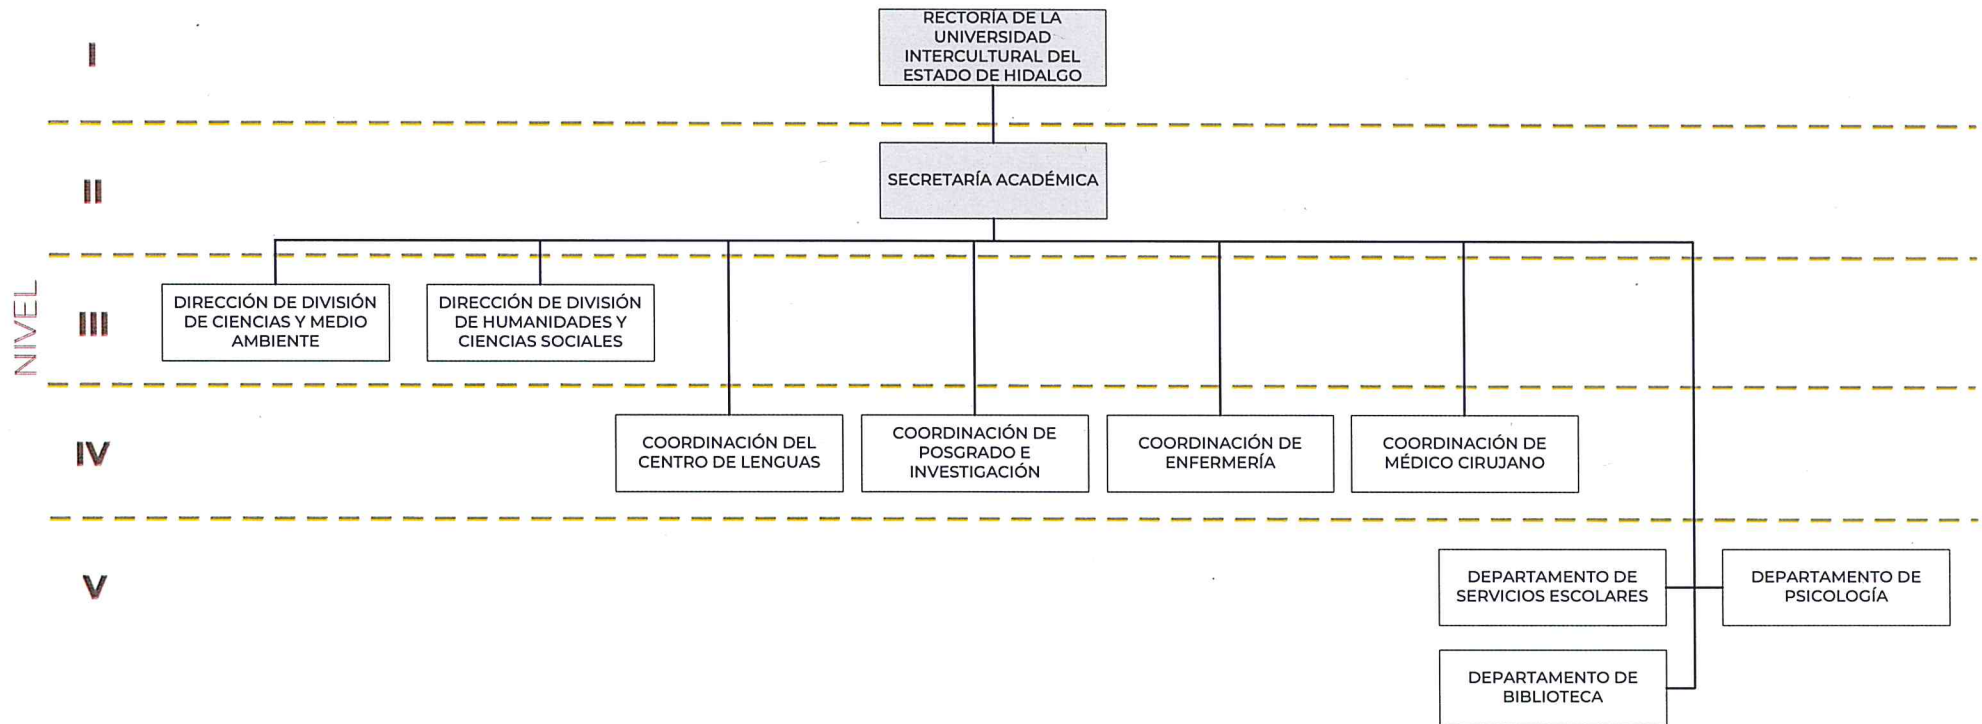 I
RECTORÍA DE LA
UNIVERSIDAD
INTERCULTURAL DEL
ESTADO DE HIDALGO
II
SECRETARÍA ACADÉMICA
NIVEL
III
DIRECCIÓN DE DIVISIÓN
DE CIENCIAS Y MEDIO
AMBIENTE
DIRECCIÓN DE DIVISIÓN
DE HUMANIDADES Y
CIENCIAS SOCIALES
IV
COORDINACIÓN DEL
CENTRO DE LENGUAS
COORDINACIÓN DE
POSGRADO E
INVESTIGACIÓN
COORDINACIÓN DE
ENFERMERÍA
COORDINACIÓN DE
MÉDICO CIRUJANO
V
DEPARTAMENTO DE
SERVICIOS ESCOLARES
DEPARTAMENTO DE
PSICOLOGÍA
DEPARTAMENTO DE
BIBLIOTECA